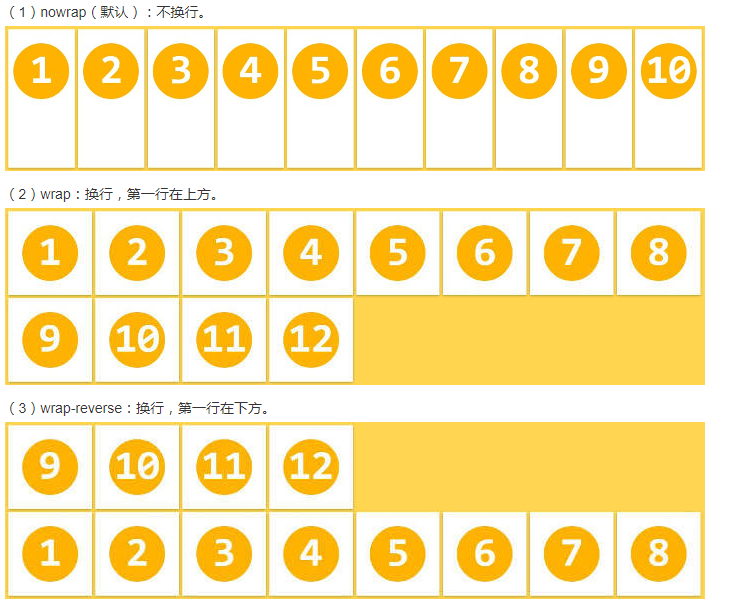 （1）nowrap（默认）：不换行。
1 2 3 4 5 6 7 8 9 10
（2）wrap：换行，第一行在上方。
1 2 3 4 5 6 7 8
9 10 11 12
（3）wrap-reverse：换行，第一行在下方。
9 10 11 12
1 2 3 4 5 6 7 8